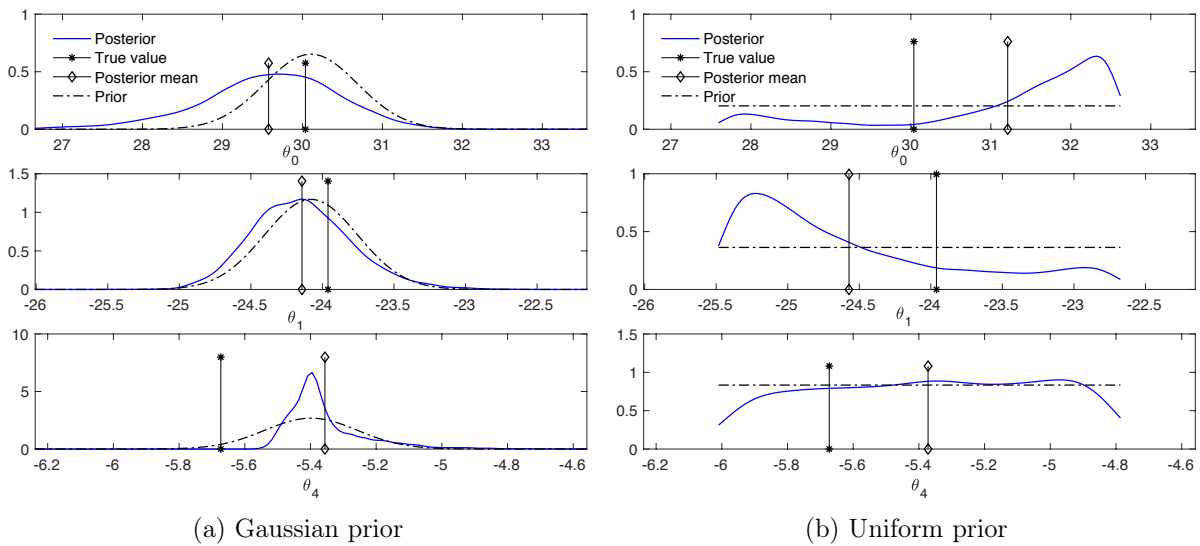 1
0.5
0
Posterior
True value
Posterior mean
Prior
27 28 29 30 31 32 33
θ0
1.5
1
0.5
0
-26 -25.5 -25 -24.5 -24 -23.5 -23 -22.5
θ1
10
5
0
-6.2 -6 -5.8 -5.6 -5.4 -5.2 -5 -4.8 -4.6
θ4
(a) Gaussian prior
1
0.5
0
Posterior
True value
Posterior mean
Prior
27 28 29 30 31 32 33
θ0
1
0.5
0
-26 -25.5 -25 -24.5 -24 -23.5 -23 -22.5
θ1
1.5
1
0.5
0
-6.2 -6 -5.8 -5.6 -5.4 -5.2 -5 -4.8 -4.6
θ4
(b) Uniform prior